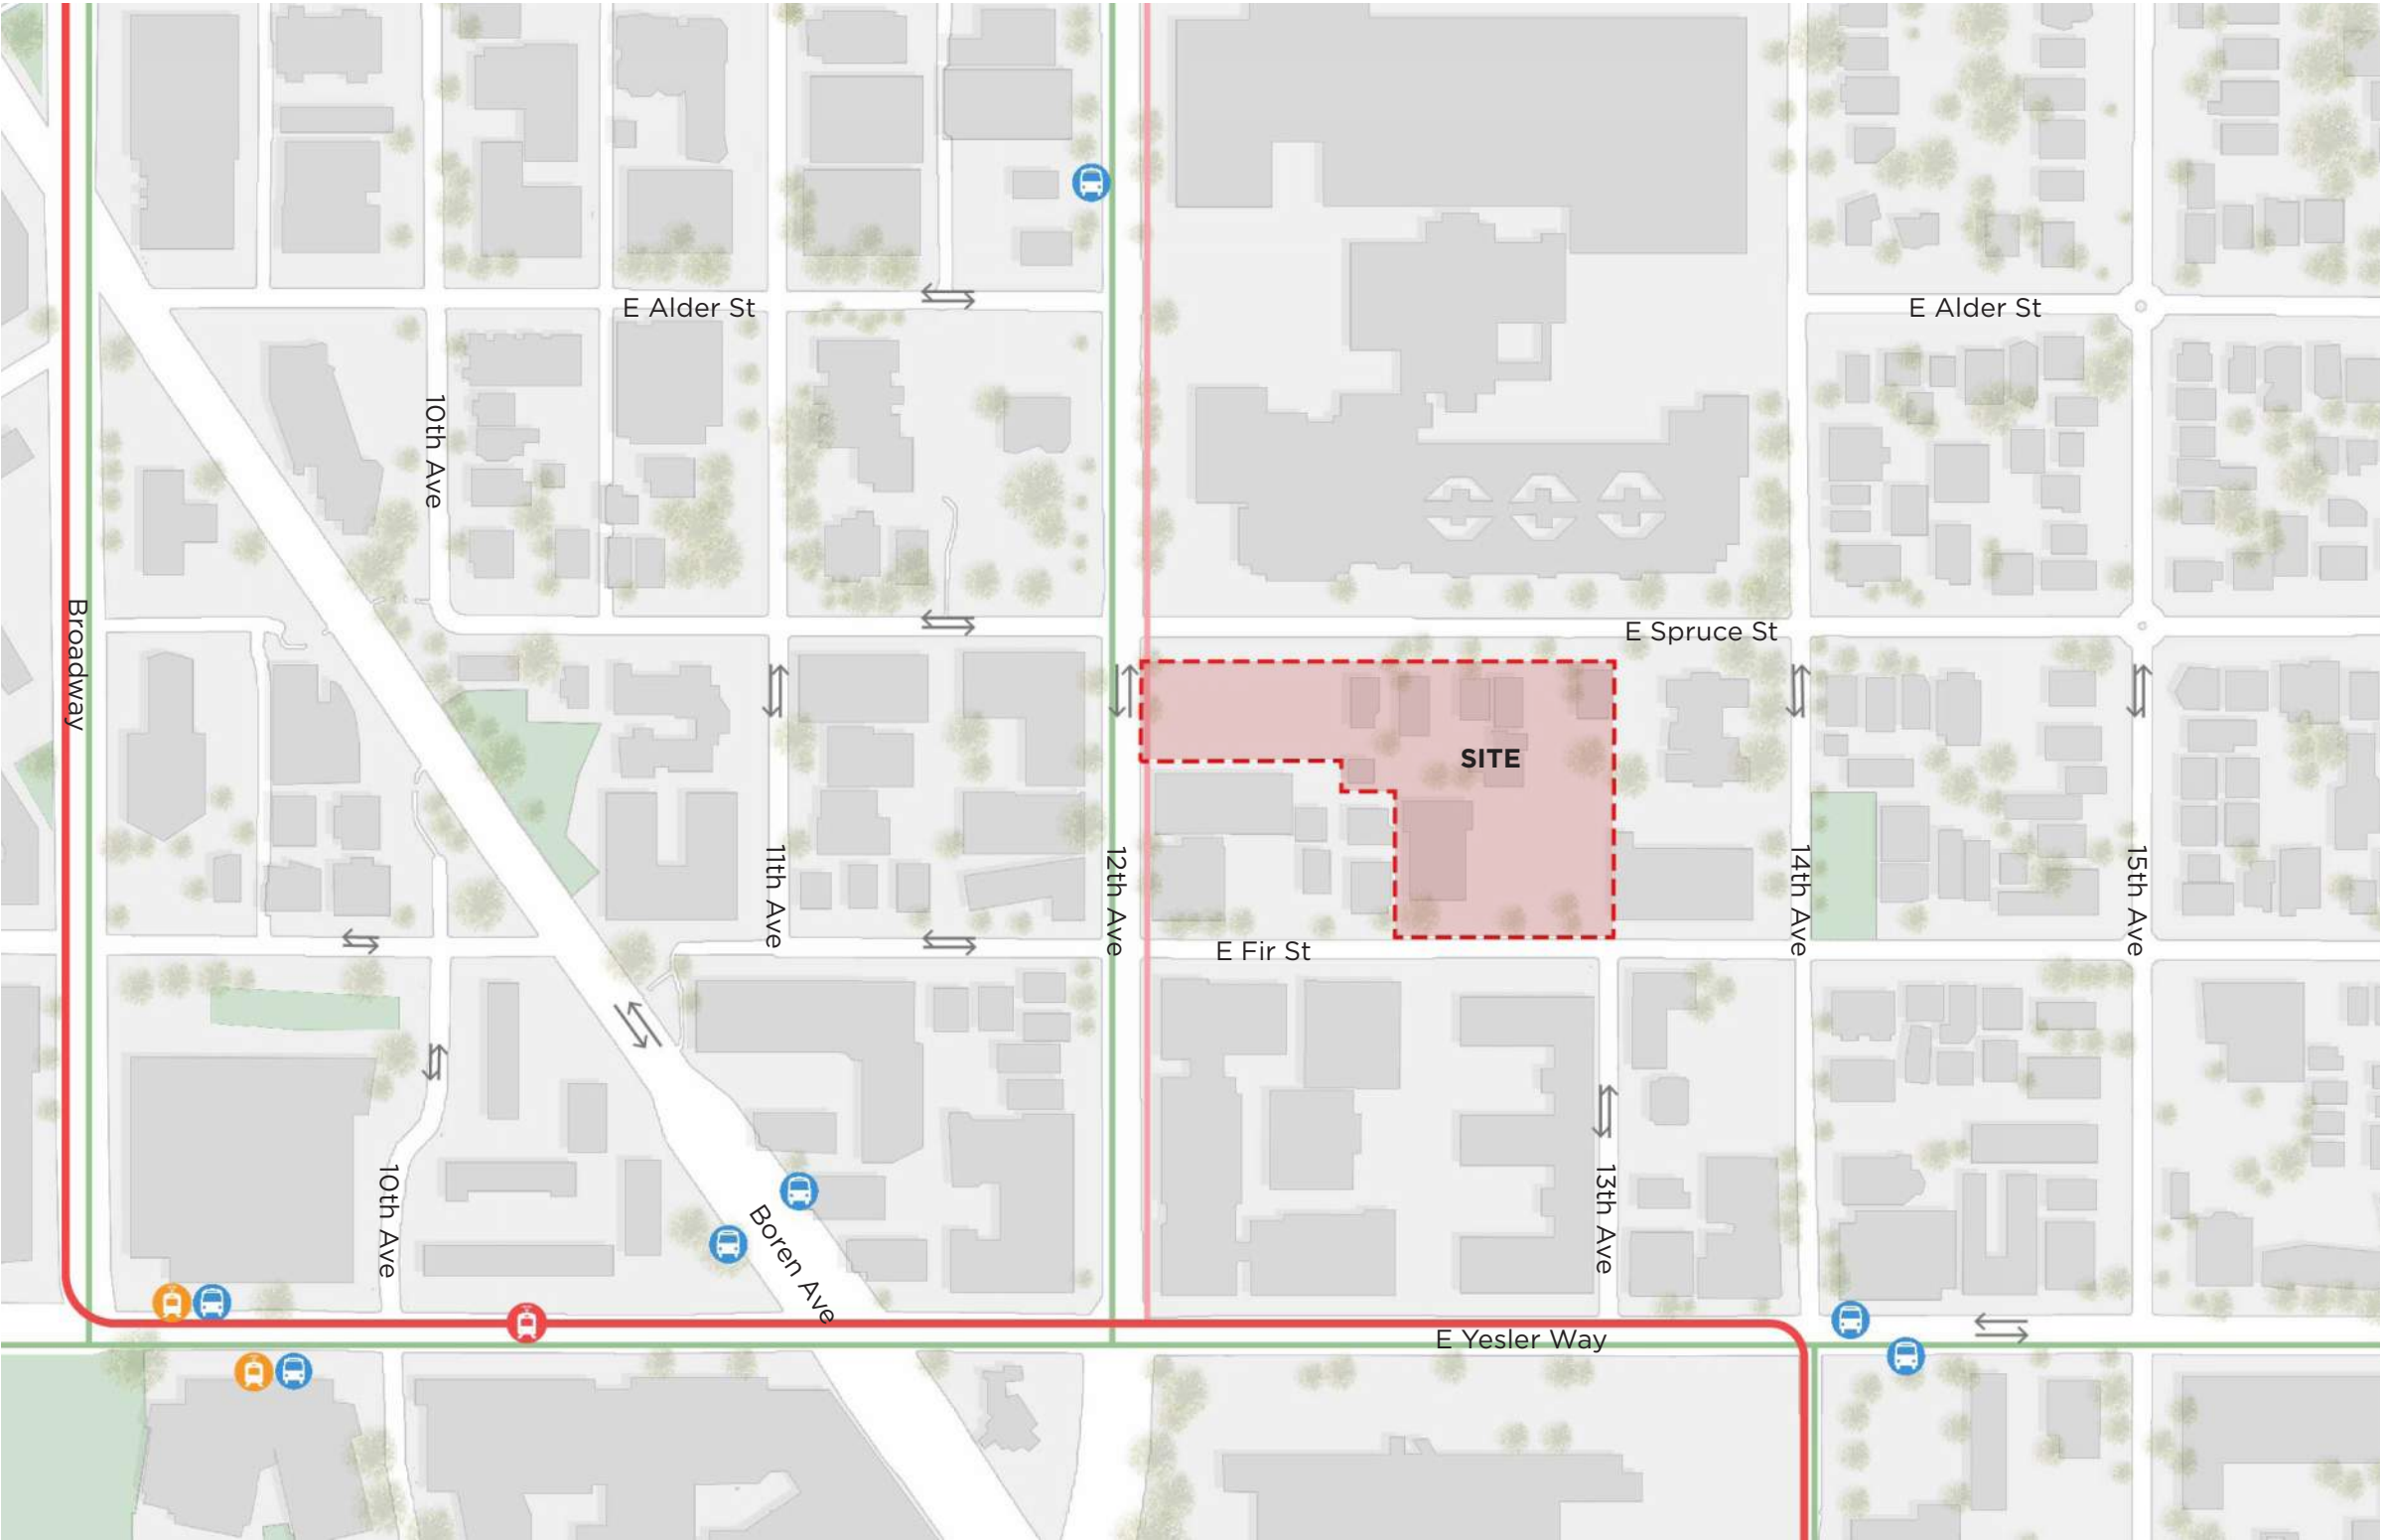 E Alder St
E Alder St
10th Ave
Broadway
E Spruce St
SITE
11th Ave
12th Ave
14th Ave
15th Ave
E Fir St
10th Ave
13th Ave
Boren Ave
E Yesler Way